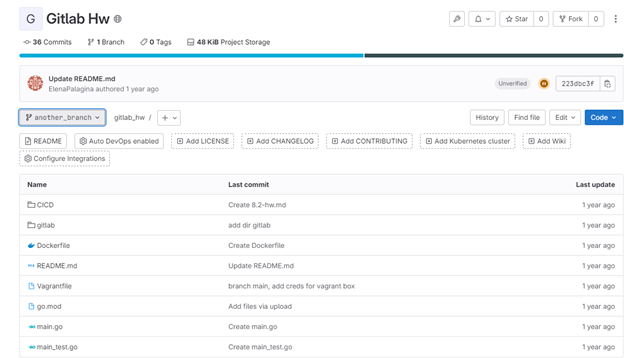 G Gitlab Hw
Star 0 Fork 0
36 Commits 1 Branch 0 Tags 48 KiB Project Storage
Update README.md
ElenaPalagina authored 1 year ago
Unverified 223dbc3f
another_branch gitlab_hw / + History Find file Edit Code
README Auto DevOps enabled Add LICENSE Add CHANGELOG Add CONTRIBUTING Add Kubernetes cluster Add Wiki
Configure Integrations
Name Last commit Last update
CICD Create 8.2-hw.md 1 year ago
gitlab add dir gitlab 1 year ago
Dockerfile Create Dockerfile 1 year ago
README.md Update README.md 1 year ago
Vagrantfile branch main, add creds for vagrant box 1 year ago
go.mod Add files via upload 1 year ago
main.go Create main.go 1 year ago
main_test.go Create main_test.go 1 year ago